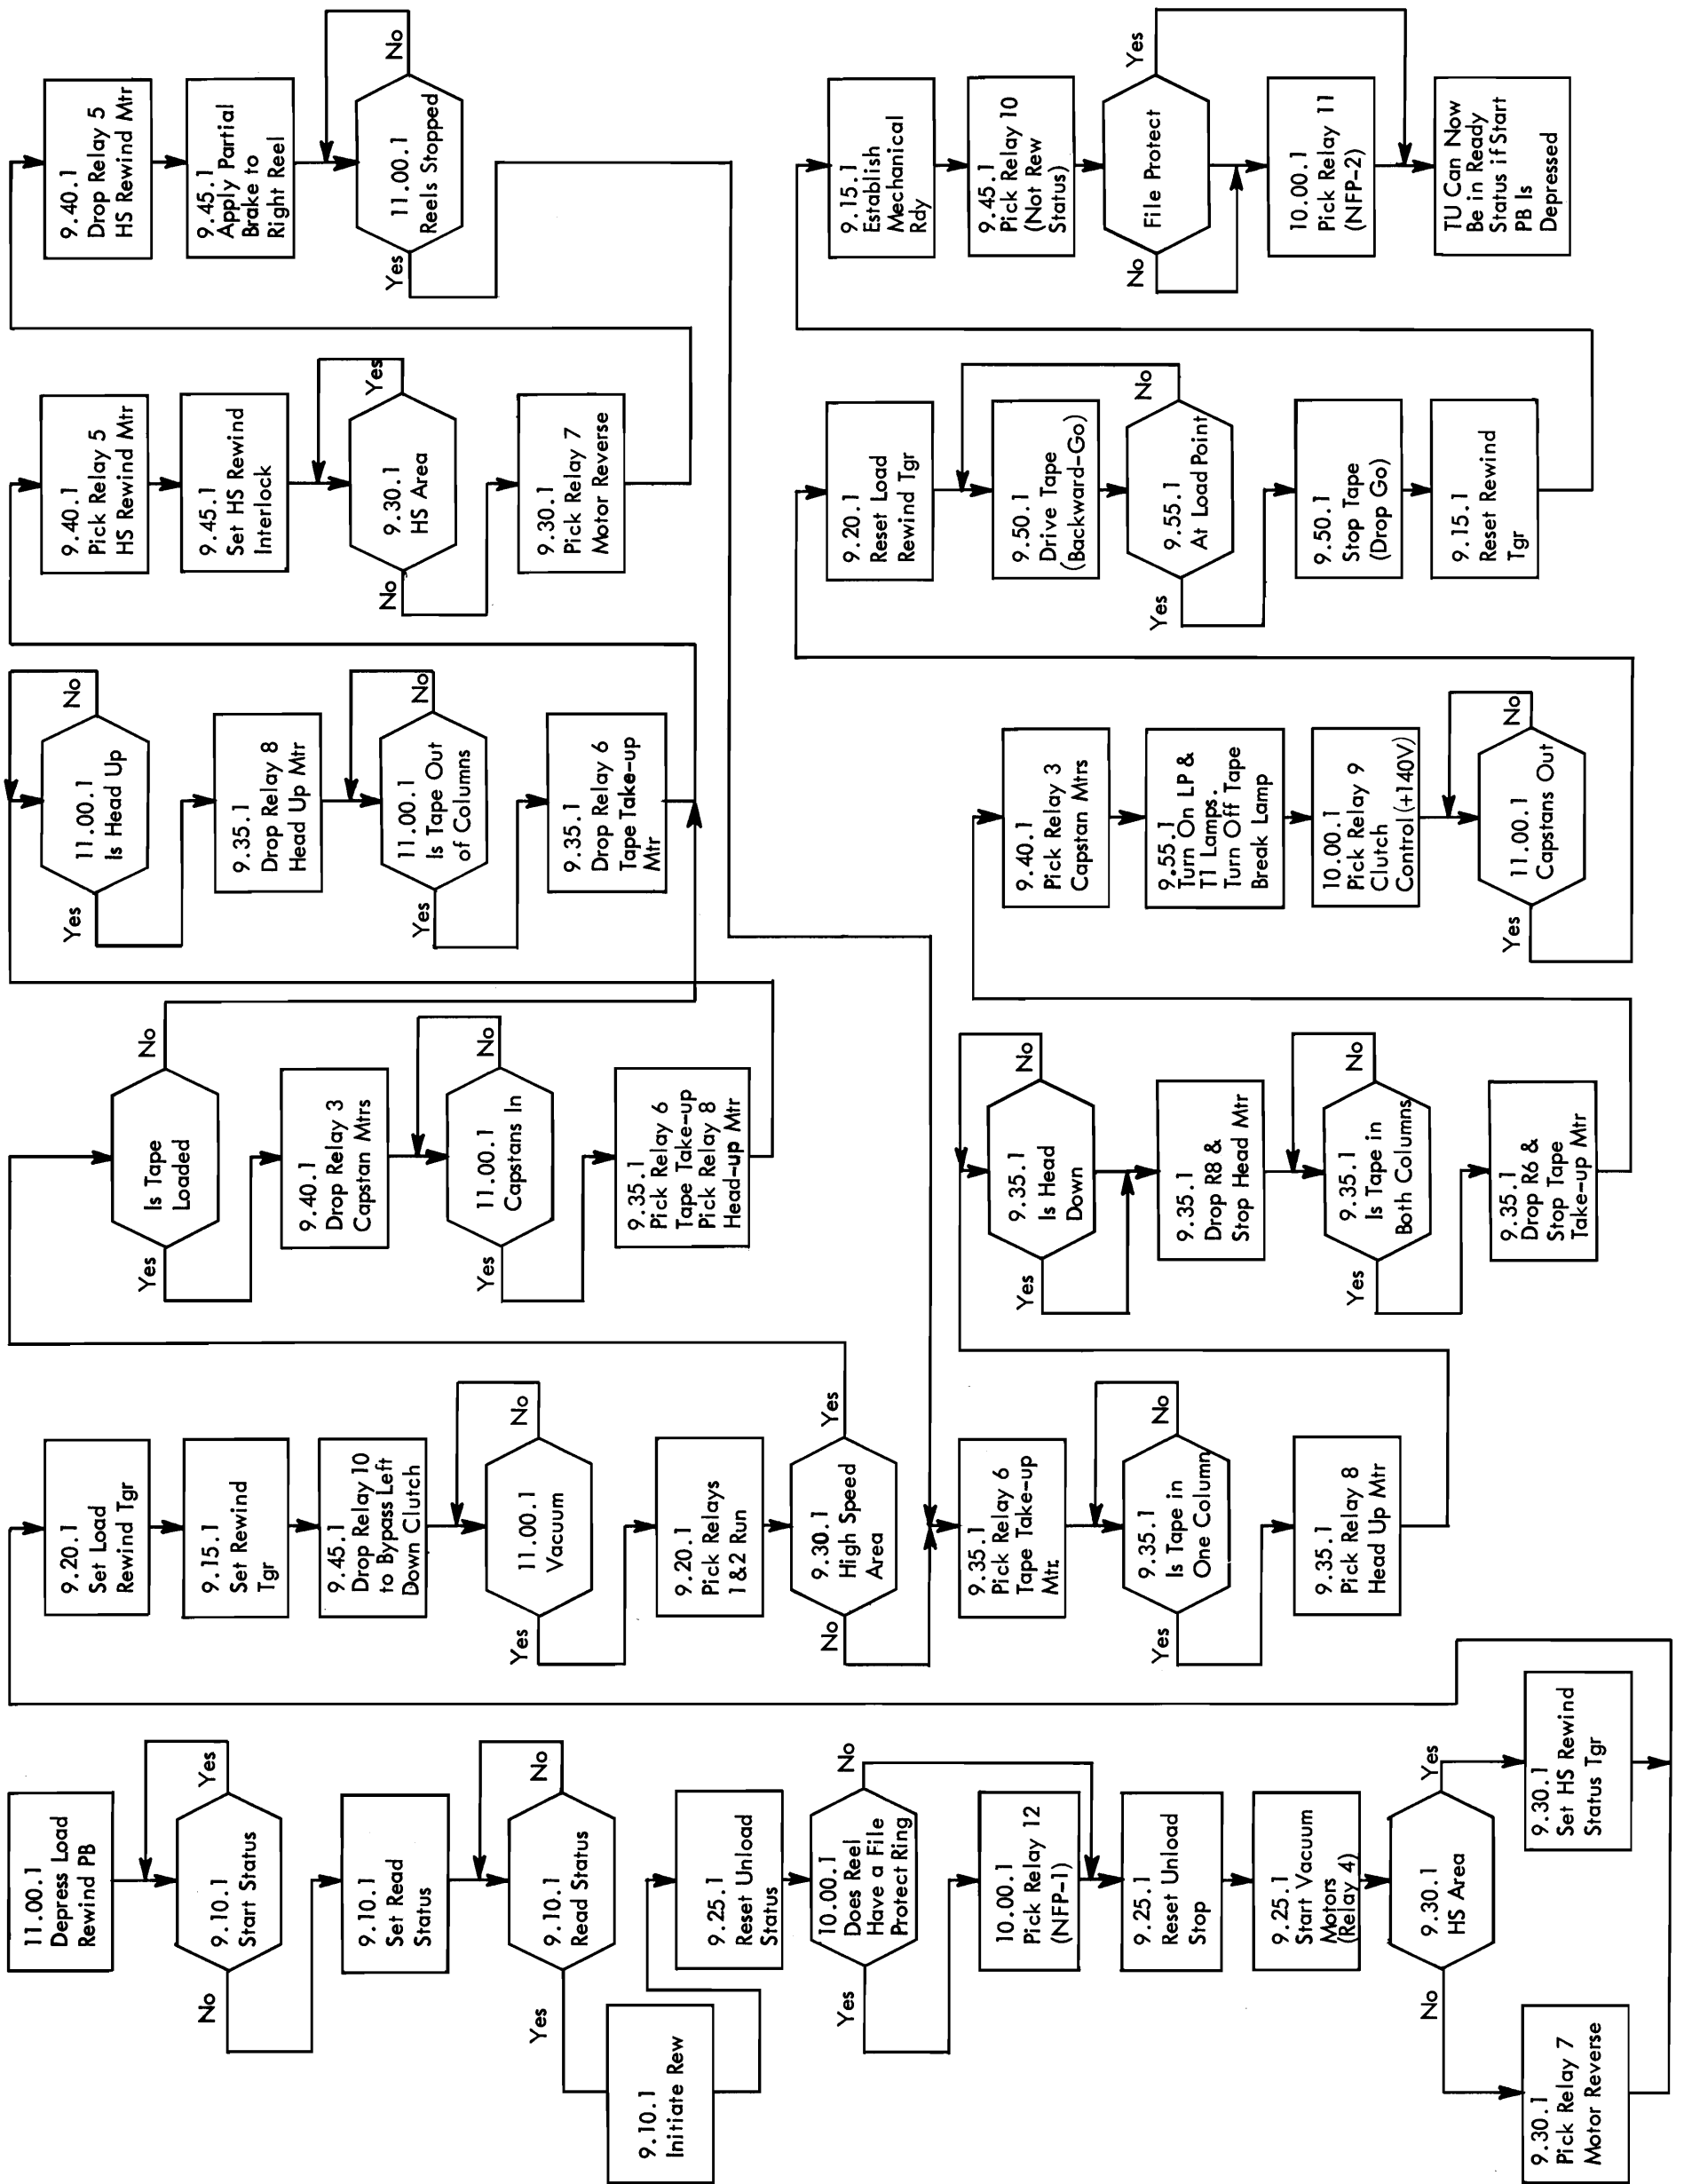 11.00.1
Depress Load
Rewind PB
9.10.1
Start Status
Yes
No
9.10.1
Set Read
Status
9.10.1
Read Status
No
Yes
9.10.1
Initiate Rew
9.25.1
Reset Unload
Status
10.00.1
Does Reel
Have a File
Protect Ring
No
Yes
10.00.1
Pick Relay 12
(NFP-1)
9.25.1
Reset Unload
Stop
9.25.1
Start Vacuum
Motors
(Relay 4)
9.30.1
HS Area
Yes
No
9.30.1
Set HS Rewind
Status Tgr
9.30.1
Pick Relay 7
Motor Reverse
9.20.1
Set Load
Rewind Tgr
9.15.1
Set Rewind
Tgr
9.45.1
Drop Relay 10
to Bypass Left
Down Clutch
11.00.1
Vacuum
No
Yes
9.20.1
Pick Relays
1&2 Run
9.30.1
High Speed
Area
Yes
No
9.35.1
Pick Relay 6
Tape Take-up
Mtr.
9.35.1
Is Tape in
One Column
No
Yes
9.35.1
Pick Relay 8
Head Up Mtr
Is Tape
Loaded
No
Yes
9.40.1
Drop Relay 3
Capstan Mtrs
11.00.1
Capstans In
No
Yes
9.35.1
Pick Relay 6
Tape Take-up
Pick Relay 8
Head-up Mtr
9.35.1
Is Head
Down
No
Yes
9.35.1
Drop R8 &
Stop Head Mtr
9.35.1
Is Tape in
Both Columns
No
Yes
9.35.1
Drop R6 &
Stop Tape
Take-up Mtr
11.00.1
Is Head Up
No
Yes
9.35.1
Drop Relay 8
Head Up Mtr
11.00.1
Is Tape Out
of Columns
No
Yes
9.35.1
Drop Relay 6
Tape Take-up
Mtr
9.40.1
Pick Relay 3
Capstan Mtrs
9.55.1
Turn On LP &
T1 Lamps.
Turn Off Tape
Break Lamp
10.00.1
Pick Relay 9
Clutch
Control (+140V)
11.00.1
Capstans Out
No
Yes
9.40.1
Pick Relay 5
HS Rewind Mtr
9.45.1
Set HS Rewind
Interlock
9.30.1
HS Area
Yes
No
9.30.1
Pick Relay 7
Motor Reverse
9.20.1
Reset Load
Rewind Tgr
9.50.1
Drive Tape
(Backward-Go)
9.55.1
At Load Point
No
Yes
9.50.1
Stop Tape
(Drop Go)
9.15.1
Reset Rewind
Tgr
9.40.1
Drop Relay 5
HS Rewind Mtr
9.45.1
Apply Partial
Brake to
Right Reel
11.00.1
Reels Stopped
No
Yes
9.15.1
Establish
Mechanical
Rdy
9.45.1
Pick Relay 10
(Not Rew
Status)
File Protect
Yes
No
10.00.1
Pick Relay 11
(NFP-2)
TU Can Now
Be in Ready
Status if Start
PB Is
Depressed